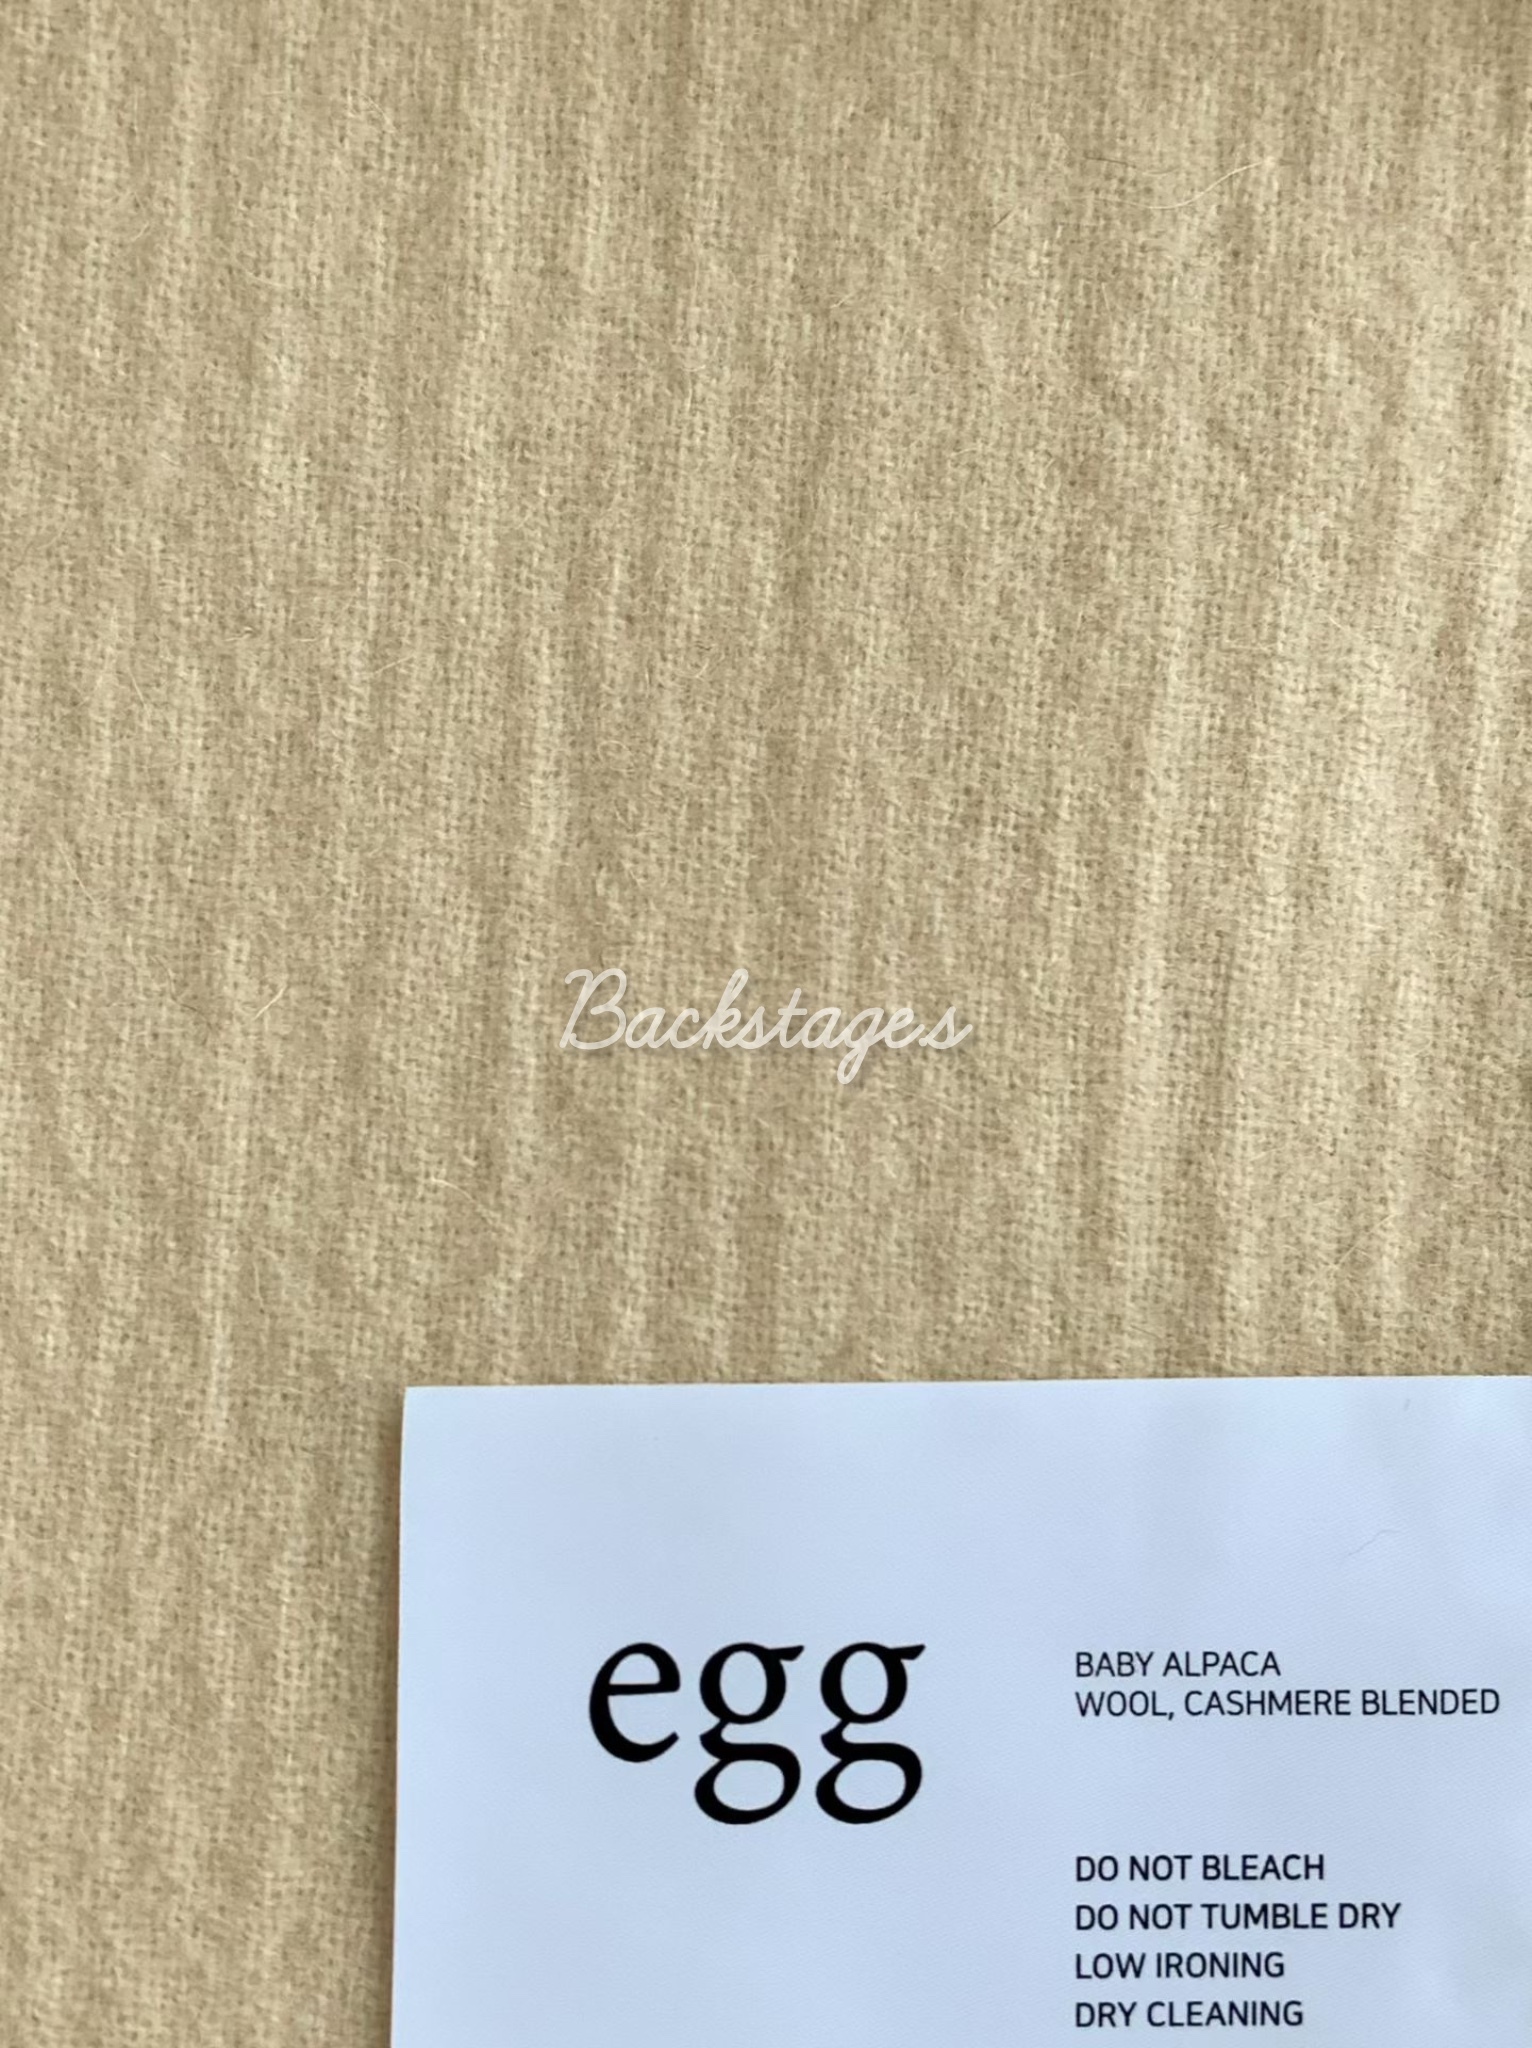 Backstages
egg
BABY ALPACA
WOOL, CASHMERE BLENDED
DO NOT BLEACH
DO NOT TUMBLE DRY
LOW IRONING
DRY CLEANING